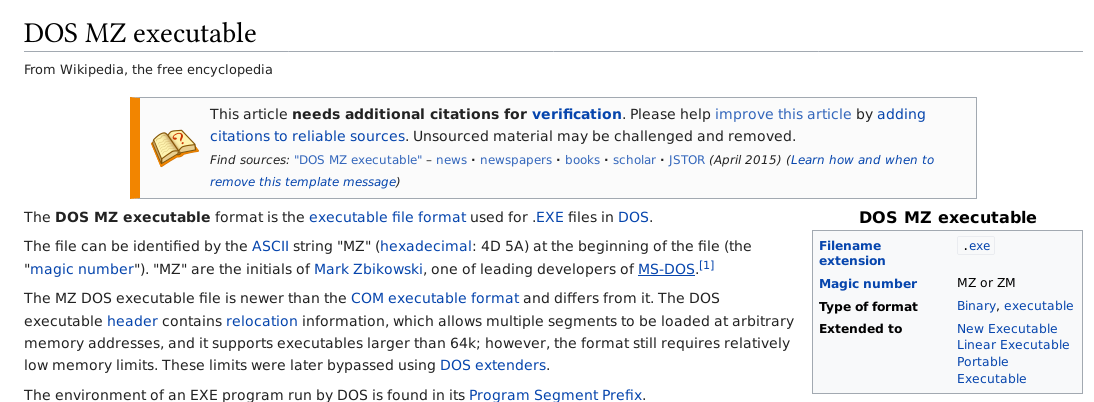 DOS MZ executable
From Wikipedia, the free encyclopedia
This article needs additional citations for verification. Please help improve this article by adding
citations to reliable sources. Unsourced material may be challenged and removed.
Find sources: "DOS MZ executable" – news · newspapers · books · scholar · JSTOR (April 2015) (Learn how and when to
remove this template message)
The DOS MZ executable format is the executable file format used for .EXE files in DOS.
The file can be identified by the ASCII string "MZ" (hexadecimal: 4D 5A) at the beginning of the file (the
"magic number"). "MZ" are the initials of Mark Zbikowski, one of leading developers of MS-DOS.[1]
The MZ DOS executable file is newer than the COM executable format and differs from it. The DOS
executable header contains relocation information, which allows multiple segments to be loaded at arbitrary
memory addresses, and it supports executables larger than 64k; however, the format still requires relatively
low memory limits. These limits were later bypassed using DOS extenders.
The environment of an EXE program run by DOS is found in its Program Segment Prefix.
DOS MZ executable
Filename extension .exe
Magic number MZ or ZM
Type of format Binary, executable
Extended to New Executable
Linear Executable
Portable
Executable